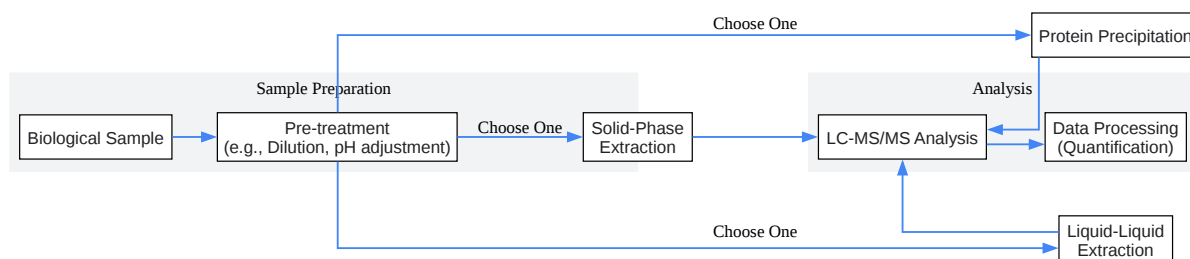 Choose One
Protein Precipitation
Sample Preparation
Analysis
Biological Sample
Pre-treatment
(e.g., Dilution, pH adjustment)
Choose One
Solid-Phase
Extraction
LC-MS/MS Analysis
Data Processing
(Quantification)
Choose One
Liquid-Liquid
Extraction